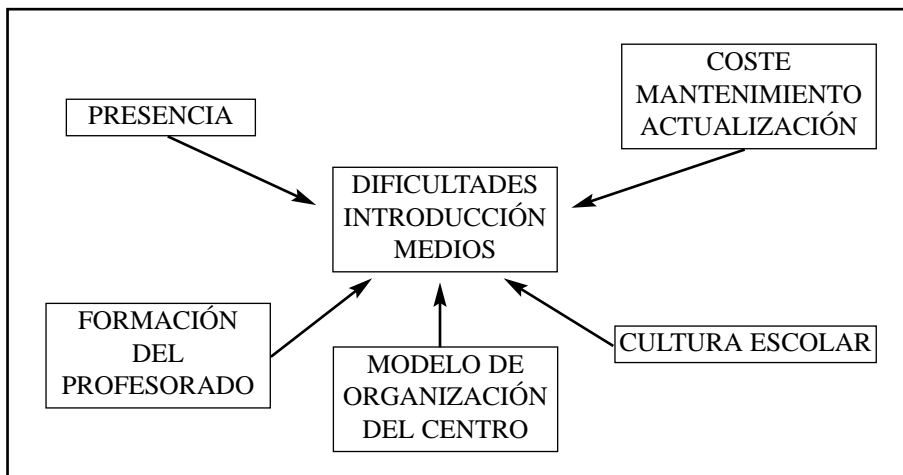 PRESENCIA
COSTE
MANTENIMIENTO
ACTUALIZACIÓN
DIFICULTADES
INTRODUCCIÓN
MEDIOS
FORMACIÓN
DEL
PROFESORADO
MODELO DE
ORGANIZACIÓN
DEL CENTRO
CULTURA ESCOLAR